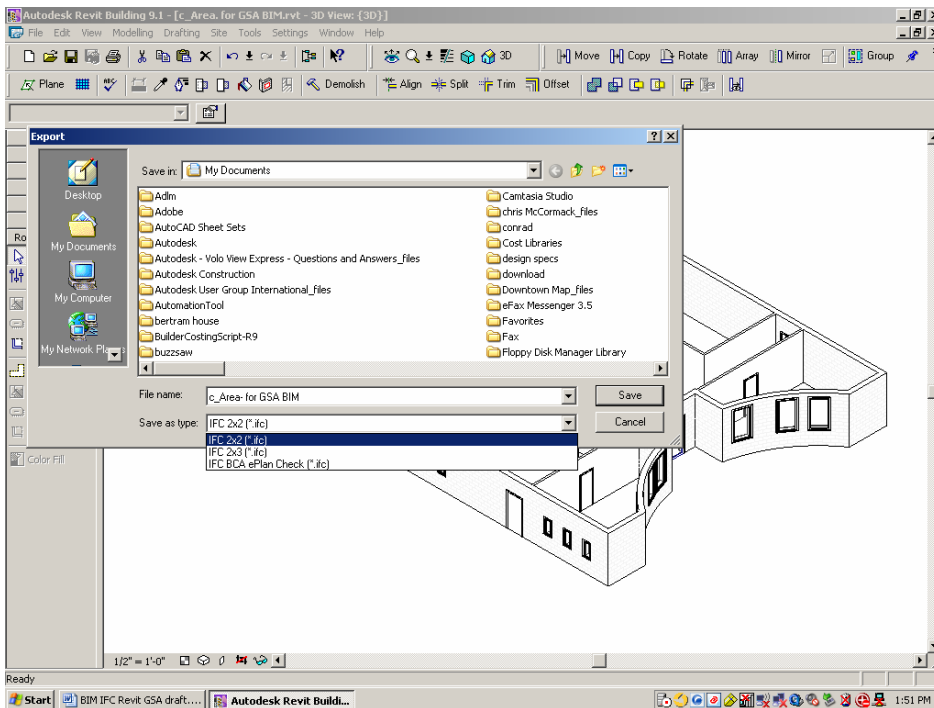 Autodesk Revit Building 9.1 - [c_Area. for GSA BIM.rvt - 3D View: {3D}]
File Edit View Modelling Drafting Site Tools Settings Window Help
3D Move Copy Rotate Array Mirror Group
Plane Demolish Align Split Trim Offset
Export
Save in: My Documents
Desktop
My Documents
My Computer
My Network Pla
Adlm
Adobe
AutoCAD Sheet Sets
Autodesk
Autodesk - Volo View Express - Questions and Answers_files
Autodesk Construction
Autodesk User Group International_files
AutomationTool
bertram house
BuilderCostingScript-R9
buzzsaw
Camtasia Studio
chris McCormack_files
conrad
Cost Libraries
design specs
download
Downtown Map_files
eFax Messenger 3.5
Favorites
Fax
Floppy Disk Manager Library
File name: c_Area- for GSA BIM Save
Save as type: IFC 2x2 (*.ifc) Cancel
IFC 2x2 (*.ifc)
IFC 2x3 (*.ifc)
IFC BCA ePlan Check (*.ifc)
Ro
Color Fill
1/2" = 1'-0"
Ready
Start BIM IFC Revit GSA draft.... Autodesk Revit Buildi... 1:51 PM